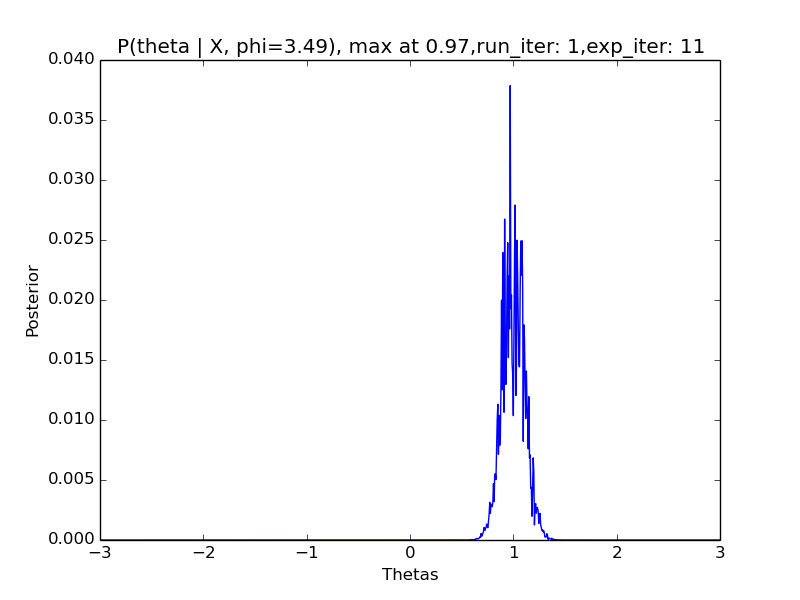 P(theta | X, phi=3.49), max at 0.97,run_iter: 1,exp_iter: 11
0.040
0.035
0.030
0.025
0.020
0.015
0.010
0.005
0.000
Posterior
−3 −2 −1 0 1 2 3
Thetas